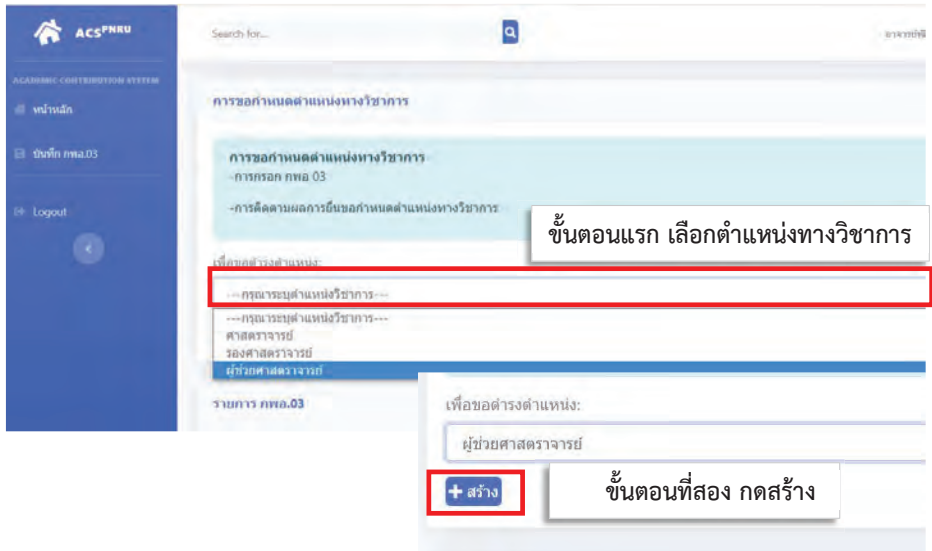 ACSPNRU
Search for...
ACADEMIC CONTRIBUTION SYSTEM
หน้าหลัก
บันทึก กพอ.03
Logout
การขอกำหนดตำแหน่งทางวิชาการ
การขอกำหนดตำแหน่งทางวิชาการ
-การกรอก กพอ 03
-การติดตามผลการยื่นขอกำหนดตำแหน่งทางวิชาการ
ขั้นตอนแรก เลือกตำแหน่งทางวิชาการ
เพื่อขอดำรงตำแหน่ง:
---กรุณาระบุตำแหน่งวิชาการ---
---กรุณาระบุตำแหน่งวิชาการ---
ศาสตราจารย์
รองศาสตราจารย์
ผู้ช่วยศาสตราจารย์
รายการ กพอ.03
เพื่อขอดำรงตำแหน่ง:
ผู้ช่วยศาสตราจารย์
+ สร้าง
ขั้นตอนที่สอง กดสร้าง